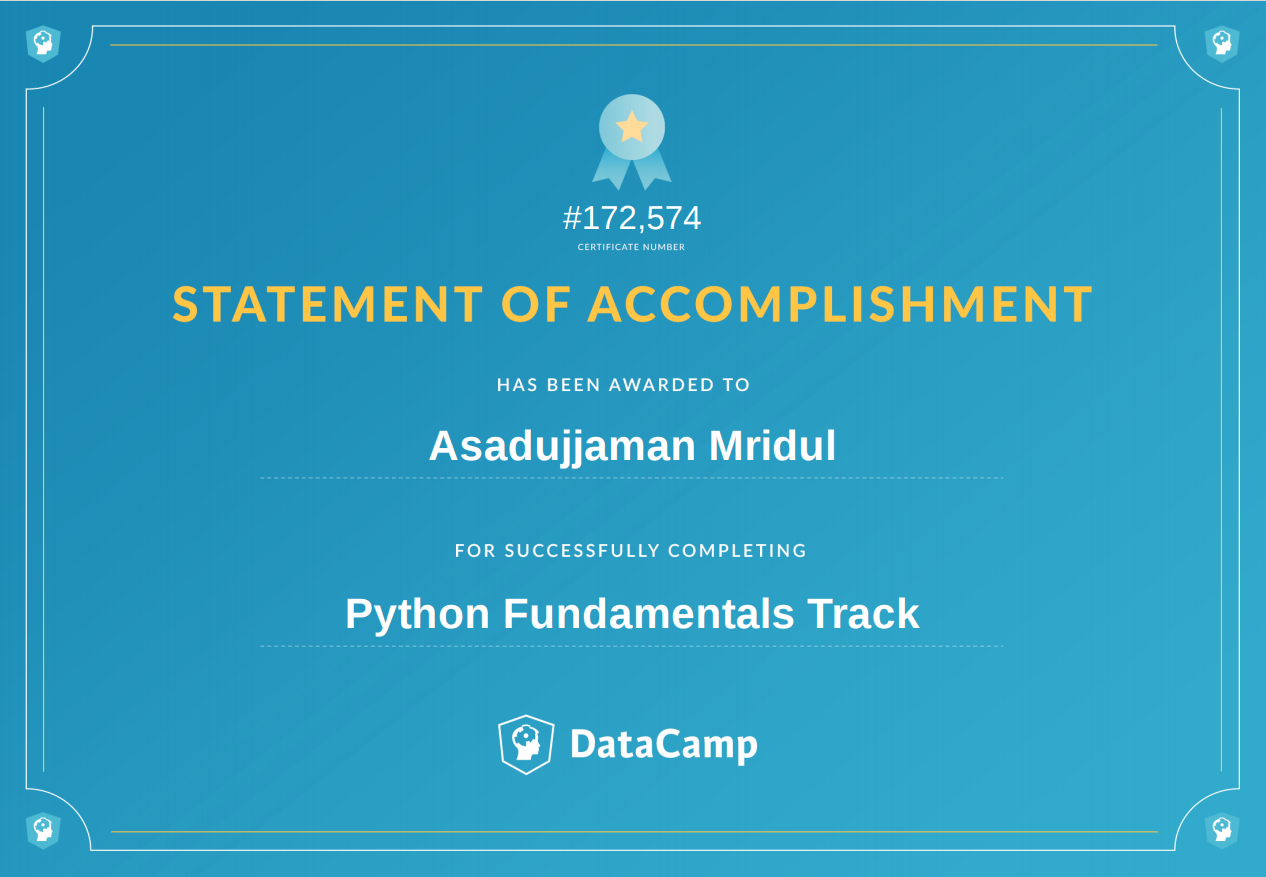 #172,574
CERTIFICATE NUMBER
STATEMENT OF ACCOMPLISHMENT
HAS BEEN AWARDED TO
Asadujjaman Mridul
FOR SUCCESSFULLY COMPLETING
Python Fundamentals Track
DataCamp